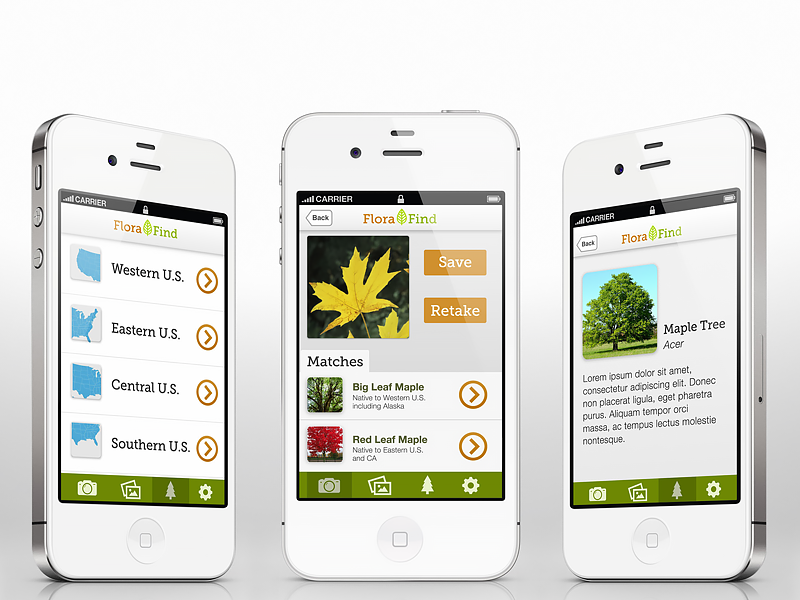 CARRIER
Flora Find
Western U.S.
Eastern U.S.
Central U.S.
Southern U.S.
CARRIER
Back
Flora Find
Save
Retake
Matches
Big Leaf Maple
Native to Western U.S.
including Alaska
Red Leaf Maple
Native to Eastern U.S.
and CA
CARRIER
Back
Flora Find
Maple Tree
Acer
Lorem ipsum dolor sit amet,
consectetur adipiscing elit. Donec
non placerat ligula, eget pharetra
purus. Aliquam tempor orci
massa, ac tempus lectus molestie
nontesque.